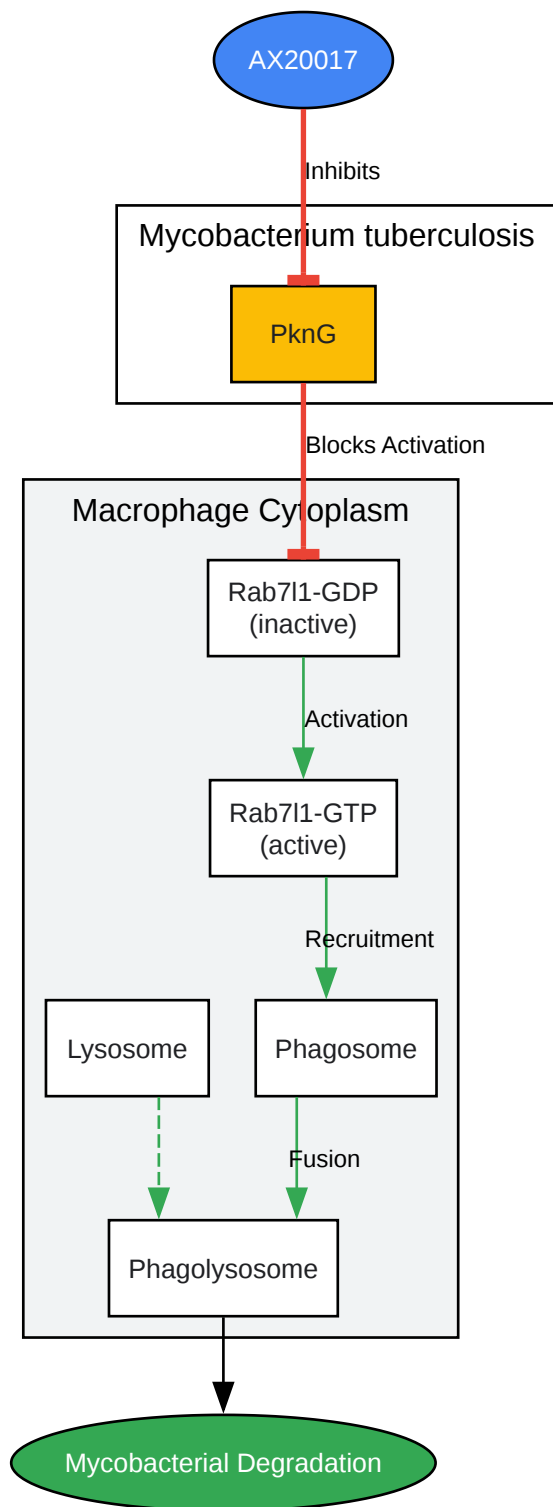 AX20017
Inhibits
Mycobacterium tuberculosis
PknG
Blocks Activation
Macrophage Cytoplasm
Rab7l1-GDP
(inactive)
Activation
Rab7l1-GTP
(active)
Recruitment
Lysosome
Phagosome
Fusion
Phagolysosome
Mycobacterial Degradation